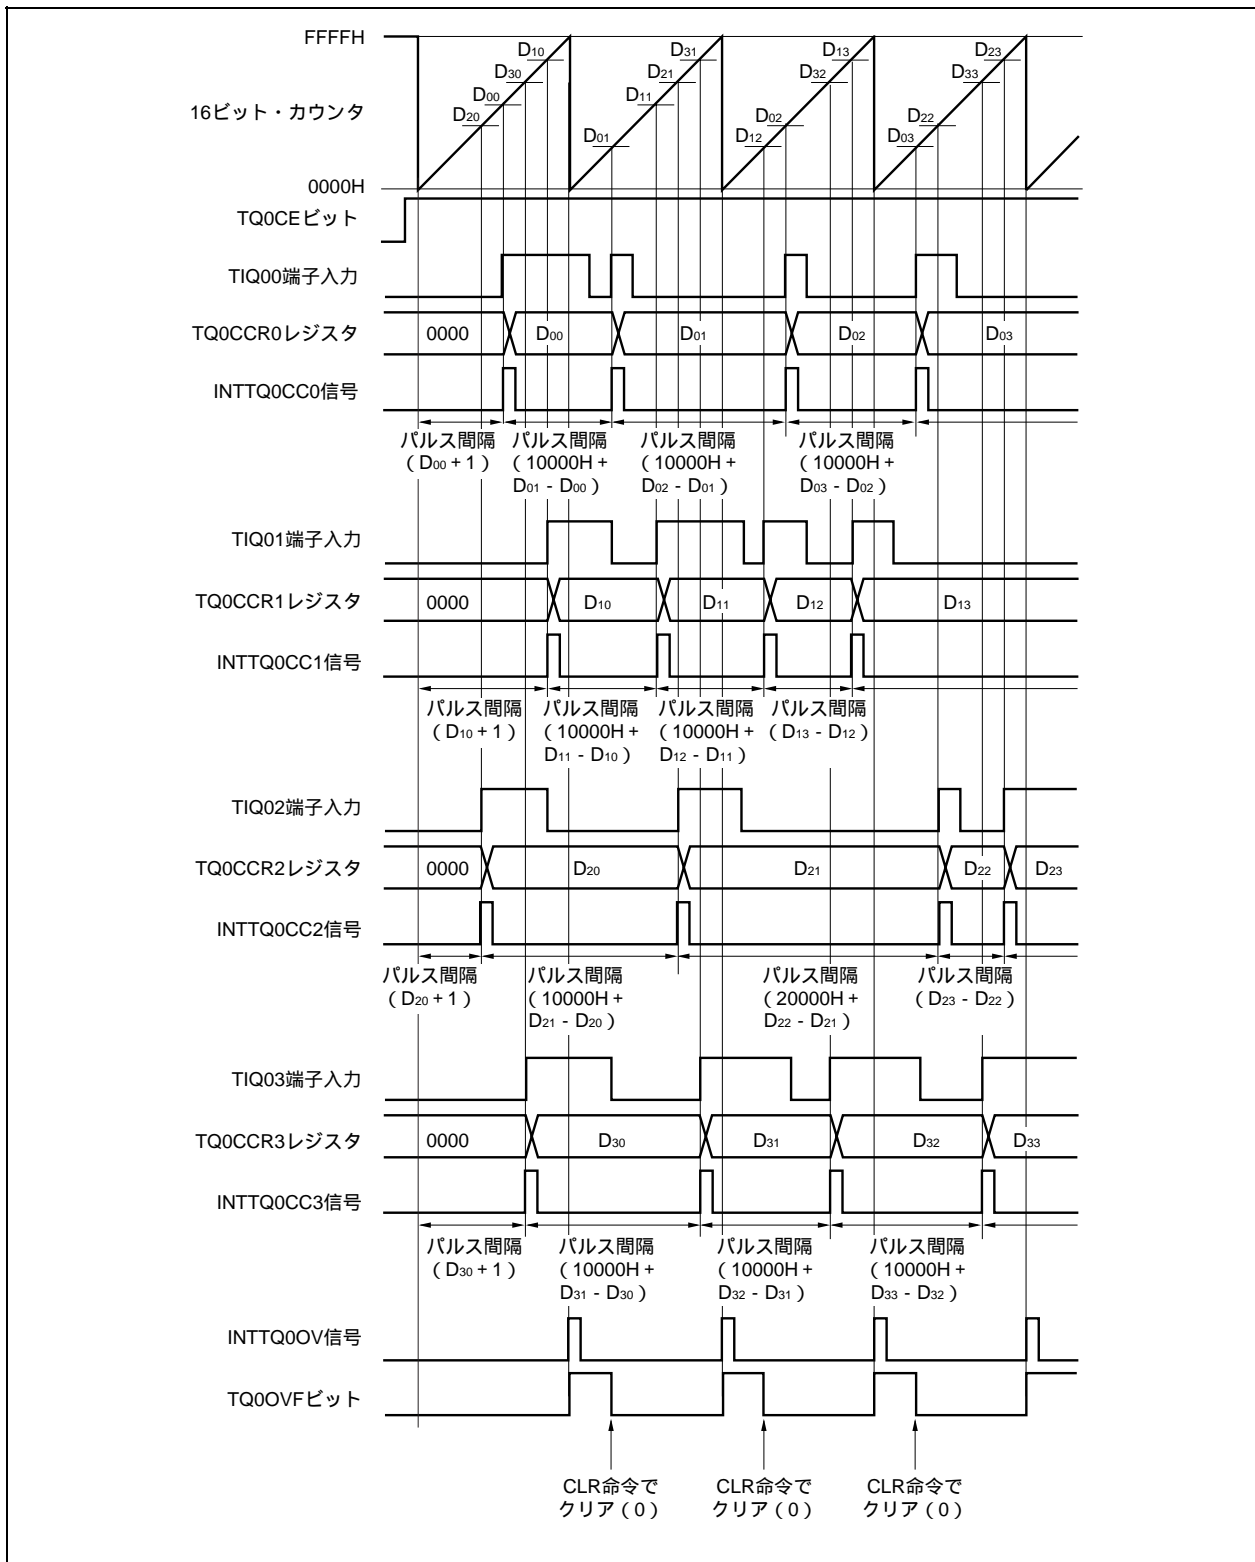 FFFFH
D10
D31
D13
D23
D30
D21
D32
D33
16ビット・カウンタ
D00
D11
D20
D02
D22
D01
D12
D03
0000H
TQ0CEビット
TIQ00端子入力
TQ0CCR0レジスタ
0000
D00
D01
D02
D03
INTTQ0CC0信号
パルス間隔
（D00 + 1）
パルス間隔
（10000H +
D01 - D00）
パルス間隔
（10000H +
D02 - D01）
パルス間隔
（10000H +
D03 - D02）
TIQ01端子入力
TQ0CCR1レジスタ
0000
D10
D11
D12
D13
INTTQ0CC1信号
パルス間隔
（D10 + 1）
パルス間隔
（10000H +
D11 - D10）
パルス間隔
（10000H +
D12 - D11）
パルス間隔
（D13 - D12）
TIQ02端子入力
TQ0CCR2レジスタ
0000
D20
D21
D22
D23
INTTQ0CC2信号
パルス間隔
（D20 + 1）
パルス間隔
（10000H +
D21 - D20）
パルス間隔
（20000H +
D22 - D21）
パルス間隔
（D23 - D22）
TIQ03端子入力
TQ0CCR3レジスタ
0000
D30
D31
D32
D33
INTTQ0CC3信号
パルス間隔
（D30 + 1）
パルス間隔
（10000H +
D31 - D30）
パルス間隔
（10000H +
D32 - D31）
パルス間隔
（10000H +
D33 - D32）
INTTQ0OV信号
TQ0OVFビット
CLR命令で
クリア（0）
CLR命令で
クリア（0）
CLR命令で
クリア（0）